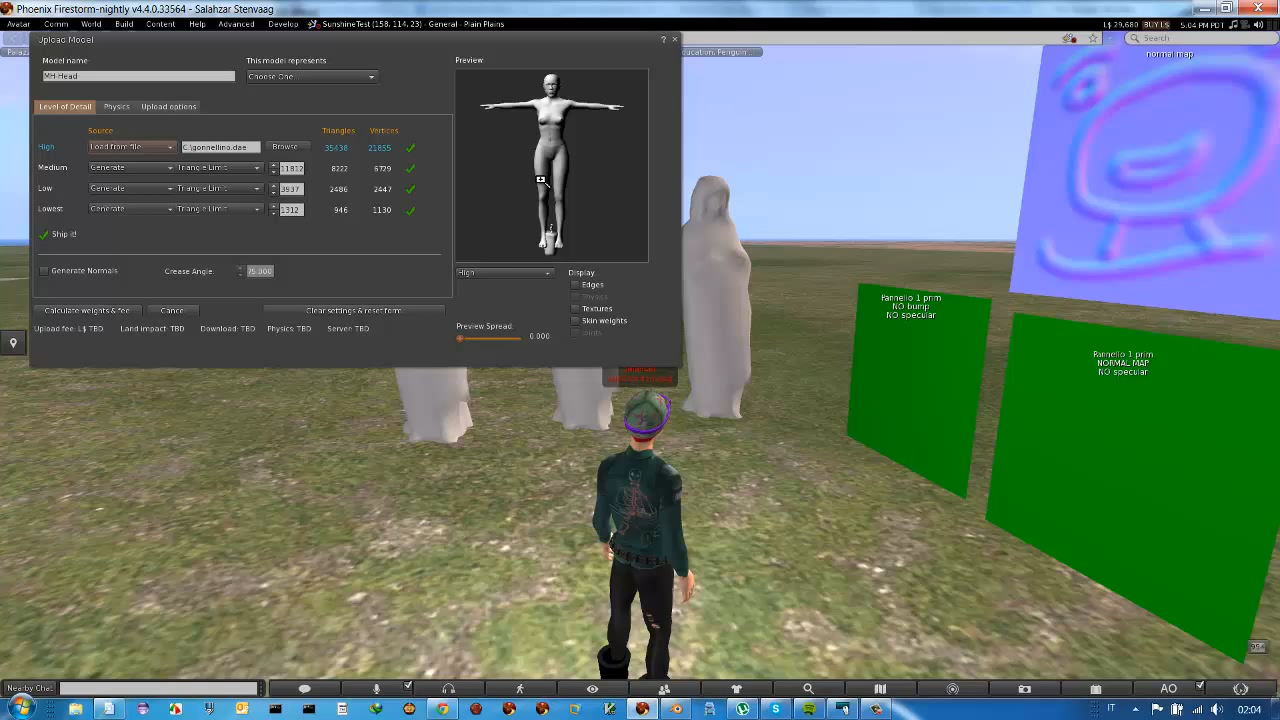 Phoenix Firestorm-nightly v4.4.0.33564 - Salahzar Stenvaag
Avatar Comm World Build Content Help Advanced Develop SunshineTest (158, 114, 23) - General - Plain Plains L$ 29,680 BUY L$ 5:04 PM PDT
Upload Model ? ×
Search
ducation, Penguin ...
normal map
Model name: This model represents: Preview:
MH-Head Choose One...
Level of Detail Physics Upload options
Source Triangles Vertices
High Load from file C:\gonnellino.dae Browse... 35438 21855
Medium Generate Triangle Limit 11812 8222 6729
Low Generate Triangle Limit 3937 2486 2447
Lowest Generate Triangle Limit 1312 946 1130
Ship it!
Generate Normals Crease Angle: 75.000
High Display:
Edges
Physics
Textures
Skin weights
Joints
Calculate weights & fee Cancel Clear settings & reset form
Upload fee: L$ TBD Land impact: TBD Download: TBD Physics: TBD Server: TBD
Preview Spread: 0.000
Pannello 1 prim
NO bump
NO specular
Pannello 1 prim
NORMAL MAP
NO specular
Nearby Chat AO
IT 02:04